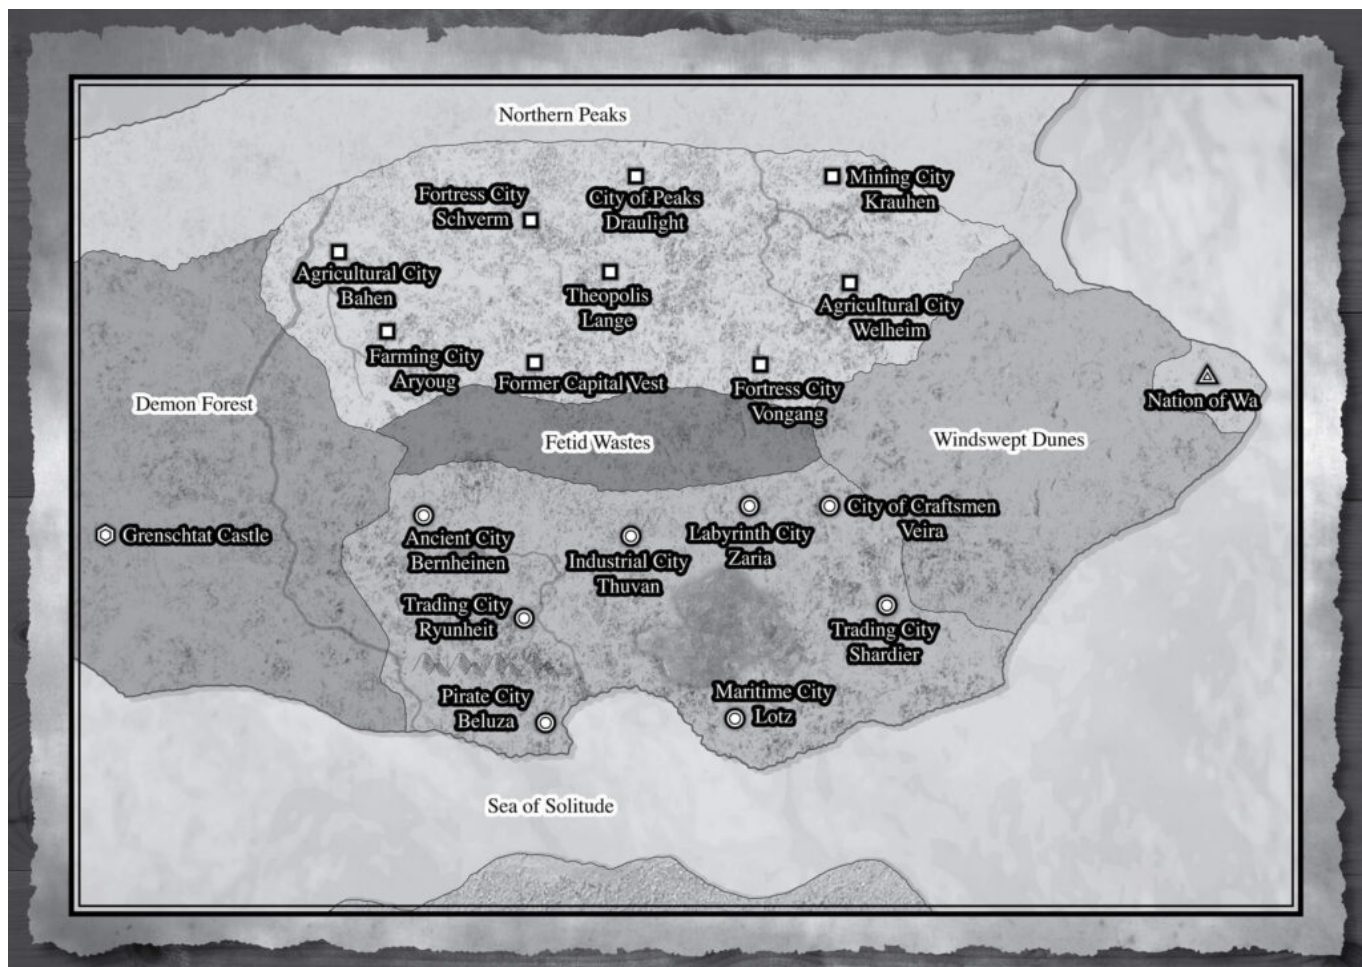 Northern Peaks
Mining City
Krauhen
Fortress City
Schverm
City of Peaks
Draulight
Agricultural City
Bahen
Theopolis
Lange
Agricultural City
Welheim
Farming City
Aryoug
Former Capital Vest
Fortress City
Vongang
Nation of Wa
Demon Forest
Fetid Wastes
Windswept Dunes
Grenschtat Castle
Ancient City
Bernheinen
Industrial City
Thuvan
Labyrinth City
Zaria
City of Craftsmen
Veira
Trading City
Ryunheit
Trading City
Shardier
Pirate City
Beluza
Maritime City
Lotz
Sea of Solitude